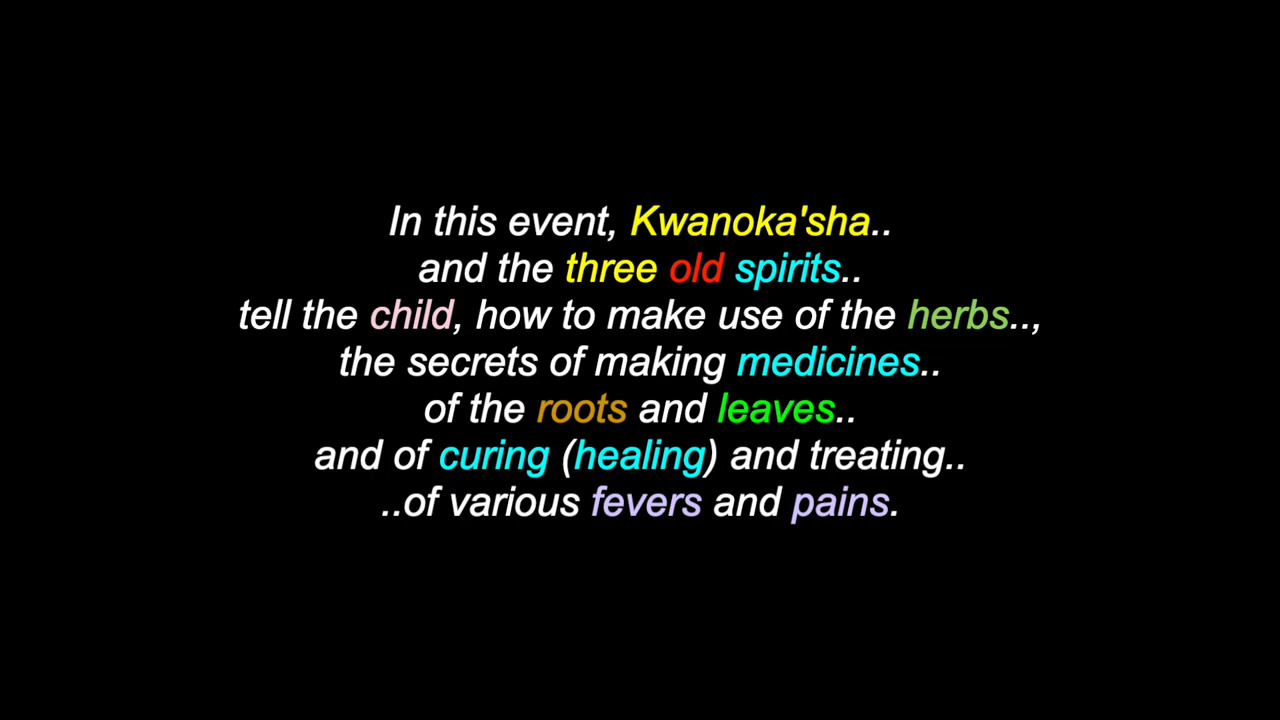 In this event, Kwanoka'sha..
and the three old spirits..
tell the child, how to make use of the herbs..,
the secrets of making medicines..
of the roots and leaves..
and of curing (healing) and treating..
..of various fevers and pains.